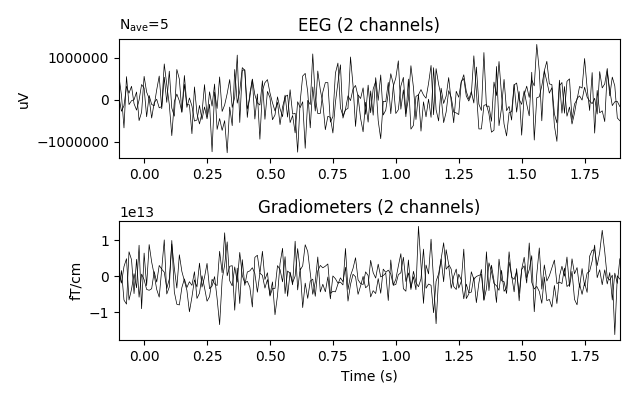 N_ave=5
EEG (2 channels)
1000000
0
−1000000
uV
0.00 0.25 0.50 0.75 1.00 1.25 1.50 1.75
Gradiometers (2 channels)
1e13
1
0
−1
fT/cm
0.00 0.25 0.50 0.75 1.00 1.25 1.50 1.75
Time (s)